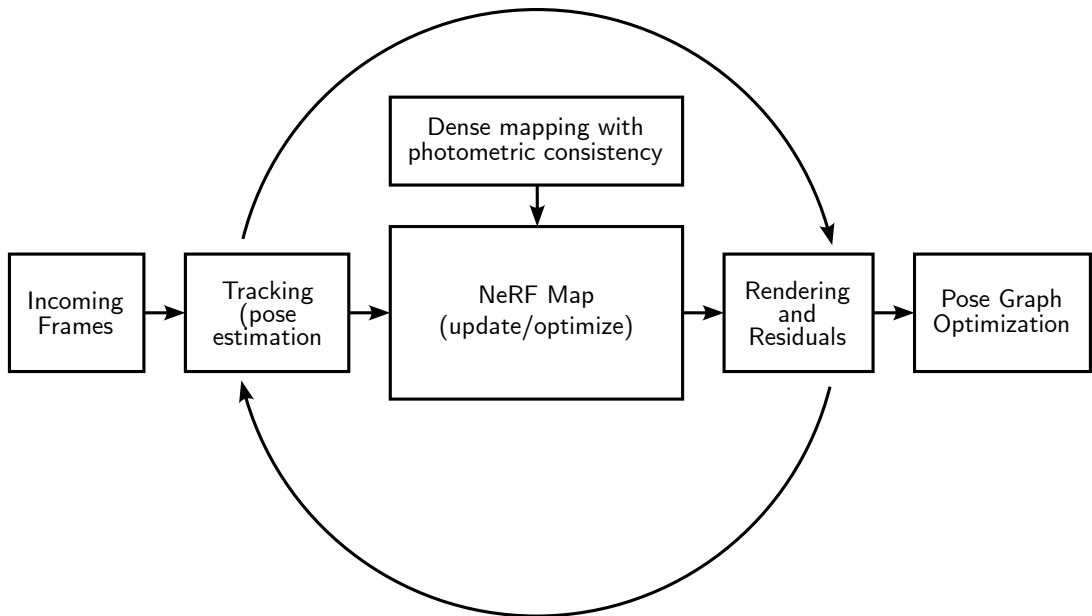 Dense mapping with
photometric consistency
Incoming
Frames
Tracking
(pose
estimation
NeRF Map
(update/optimize)
Rendering
and
Residuals
Pose Graph
Optimization